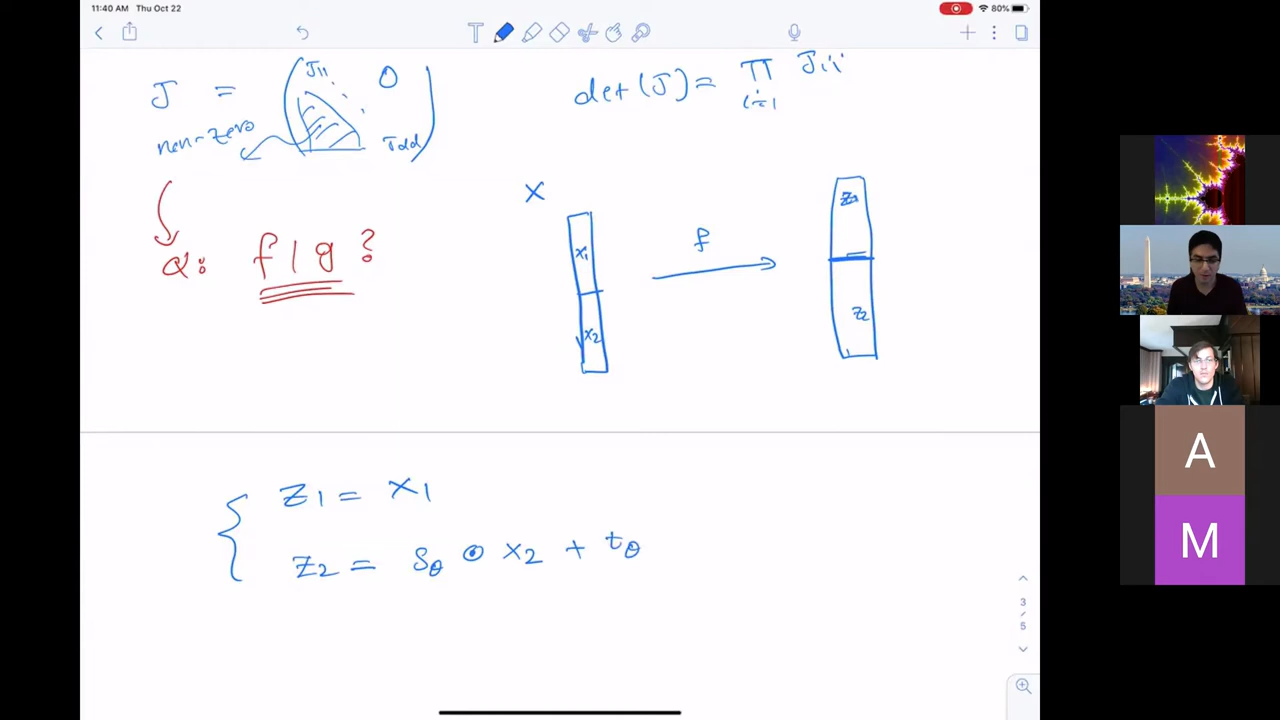 11:40 AM Thu Oct 22
80%
J = ( J11 0 Jdd )
non-zero
det(J) = ∏ Jii
i=1
X
x1
x2
f
z1
z2
Q: f | g ?
{ z1 = x1
z2 = sθ ⊙ x2 + tθ
3
/
5
A
M